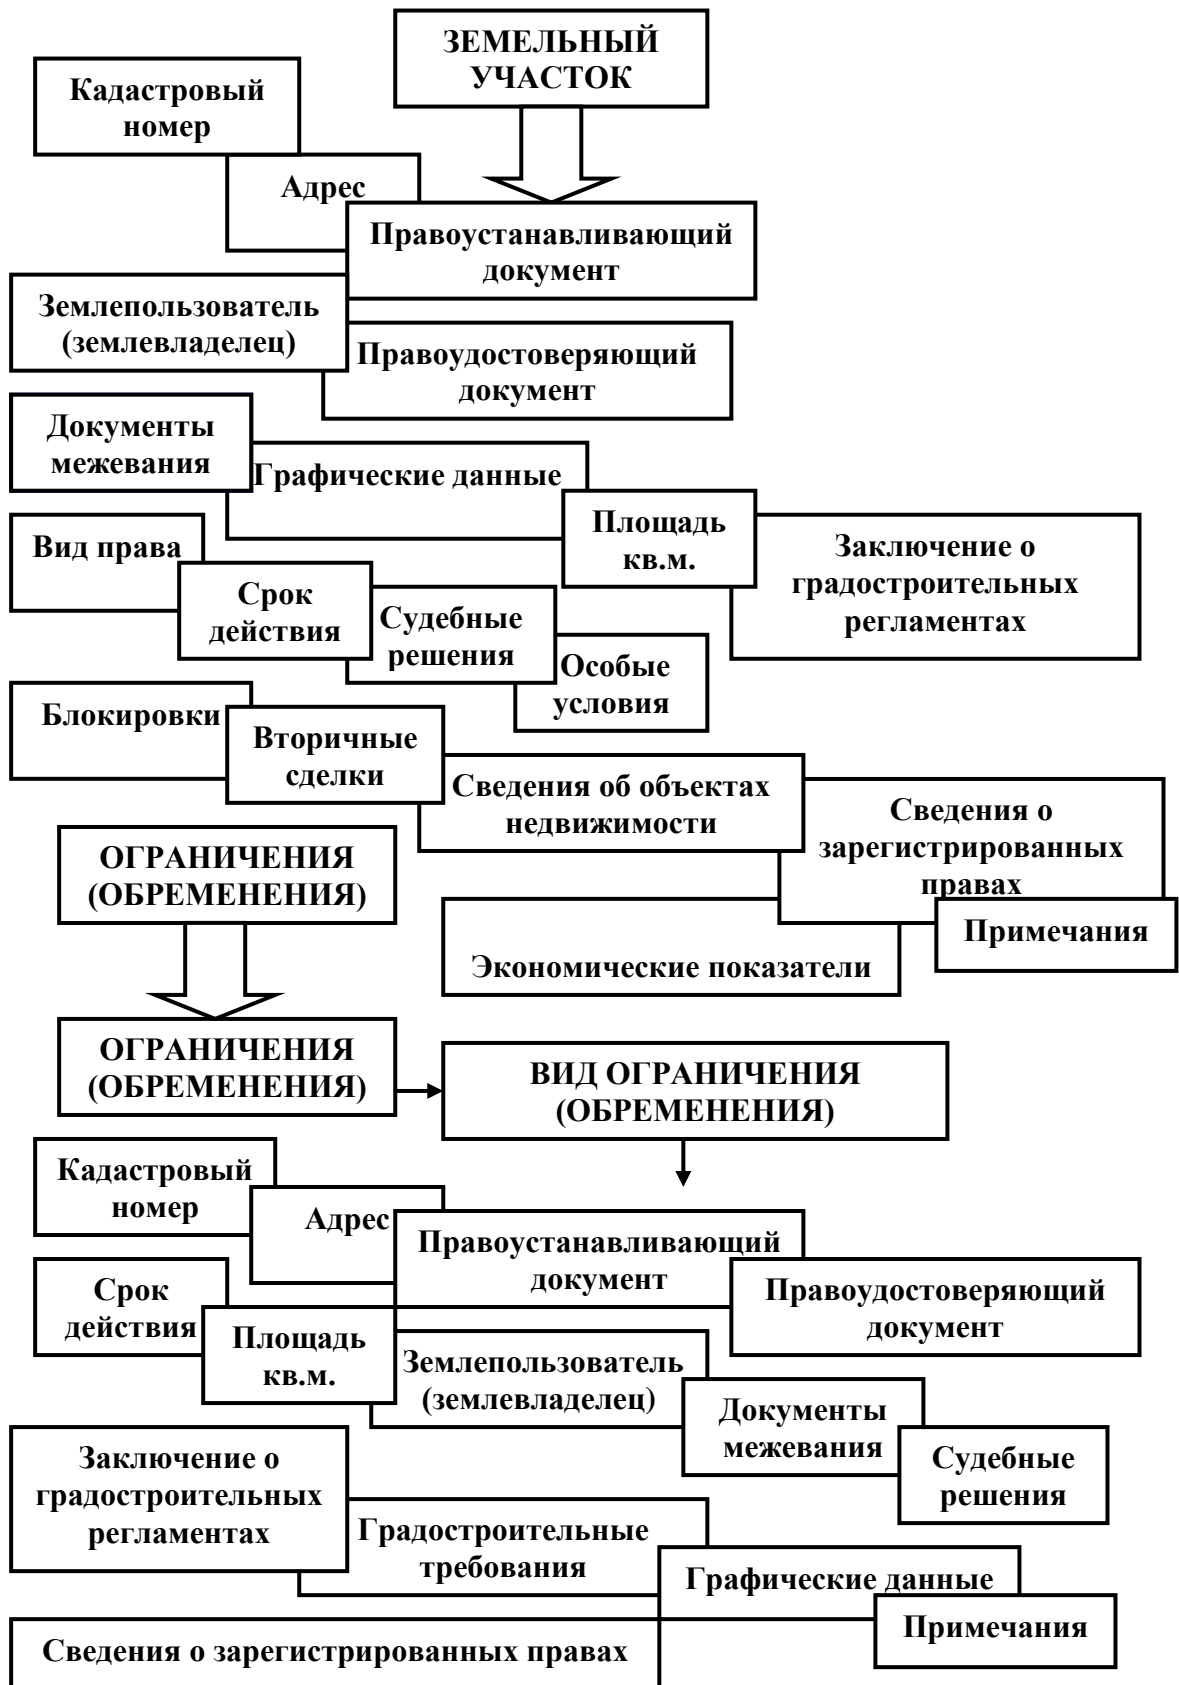 ЗЕМЕЛЬНЫЙ
УЧАСТОК
Кадастровый
номер
Адрес
Правоустанавливающий
документ
Землепользователь
(землевладелец)
Правоудостоверяющий
документ
Документы
межевания
Графические данные
Площадь
кв.м.
Заключение о
градостроительных
регламентах
Вид права
Срок
действия
Судебные
решения
Особые
условия
Блокировки
Вторичные
сделки
Сведения об объектах
недвижимости
Сведения о
зарегистрированных
правах
Примечания
Экономические показатели
ОГРАНИЧЕНИЯ
(ОБРЕМЕНЕНИЯ)
ОГРАНИЧЕНИЯ
(ОБРЕМЕНЕНИЯ)
ВИД ОГРАНИЧЕНИЯ
(ОБРЕМЕНЕНИЯ)
Кадастровый
номер
Адрес
Правоустанавливающий
документ
Правоудостоверяющий
документ
Срок
действия
Площадь
кв.м.
Землепользователь
(землевладелец)
Документы
межевания
Судебные
решения
Заключение о
градостроительных
регламентах
Градостроительные
требования
Графические данные
Примечания
Сведения о зарегистрированных правах